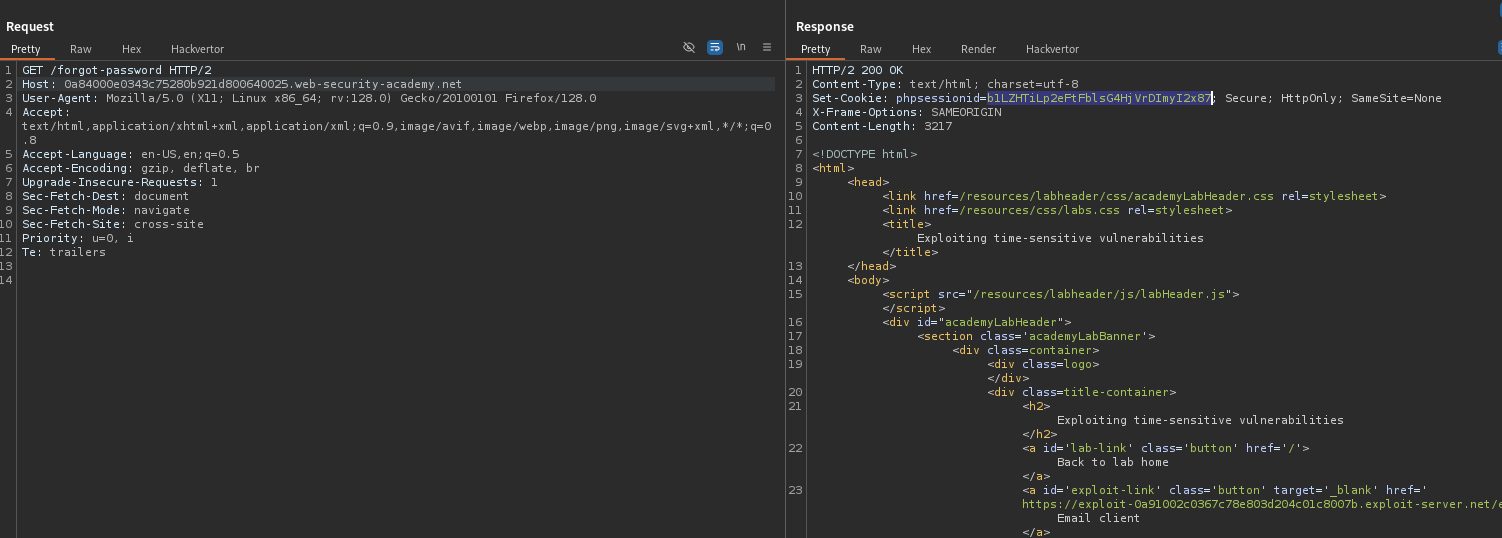 Request
Pretty Raw Hex Hackvertor \n
1 GET /forgot-password HTTP/2
2 Host: 0a84000e0343c75280b921d800640025.web-security-academy.net
3 User-Agent: Mozilla/5.0 (X11; Linux x86_64; rv:128.0) Gecko/20100101 Firefox/128.0
4 Accept:
text/html,application/xhtml+xml,application/xml;q=0.9,image/avif,image/webp,image/png,image/svg+xml,*/*;q=0
.8
5 Accept-Language: en-US,en;q=0.5
6 Accept-Encoding: gzip, deflate, br
7 Upgrade-Insecure-Requests: 1
8 Sec-Fetch-Dest: document
9 Sec-Fetch-Mode: navigate
10 Sec-Fetch-Site: cross-site
11 Priority: u=0, i
12 Te: trailers
13
14
Response
Pretty Raw Hex Render Hackvertor
1 HTTP/2 200 OK
2 Content-Type: text/html; charset=utf-8
3 Set-Cookie: phpsessionid=b1LZHTiLp2eFtFblsG4HjVrDImyI2x87; Secure; HttpOnly; SameSite=None
4 X-Frame-Options: SAMEORIGIN
5 Content-Length: 3217
6
7 <!DOCTYPE html>
8 <html>
9 <head>
10 <link href=/resources/labheader/css/academyLabHeader.css rel=stylesheet>
11 <link href=/resources/css/labs.css rel=stylesheet>
12 <title>
Exploiting time-sensitive vulnerabilities
</title>
13 </head>
14 <body>
15 <script src="/resources/labheader/js/labHeader.js">
</script>
16 <div id="academyLabHeader">
17 <section class='academyLabBanner'>
18 <div class=container>
19 <div class=logo>
</div>
20 <div class=title-container>
21 <h2>
Exploiting time-sensitive vulnerabilities
</h2>
22 <a id='lab-link' class='button' href='/'>
Back to lab home
</a>
23 <a id='exploit-link' class='button' target='_blank' href='
https://exploit-0a91002c0367c78e803d204c01c8007b.exploit-server.net/e
Email client
</a>